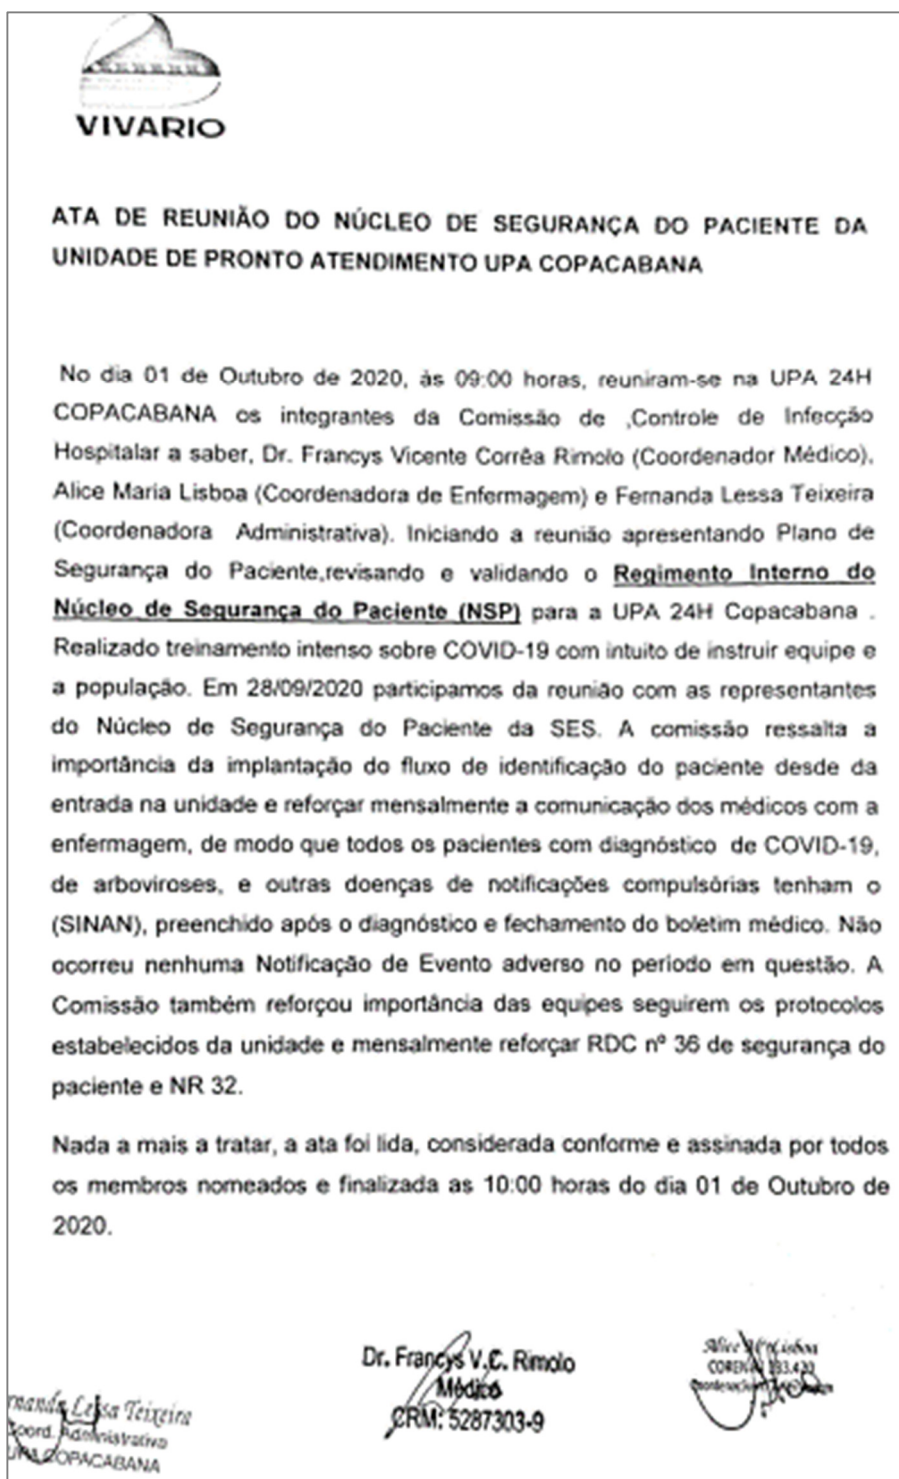 VIVARIO
ATA DE REUNIÃO DO NÚCLEO DE SEGURANÇA DO PACIENTE DA
UNIDADE DE PRONTO ATENDIMENTO UPA COPACABANA
No dia 01 de Outubro de 2020, às 09:00 horas, reuniram-se na UPA 24H
COPACABANA os integrantes da Comissão de ,Controle de Infecção
Hospitalar a saber, Dr. Francys Vicente Corrêa Rimolo (Coordenador Médico),
Alice Maria Lisboa (Coordenadora de Enfermagem) e Fernanda Lessa Teixeira
(Coordenadora Administrativa). Iniciando a reunião apresentando Plano de
Segurança do Paciente,revisando e validando o Regimento Interno do
Núcleo de Segurança do Paciente (NSP) para a UPA 24H Copacabana .
Realizado treinamento intenso sobre COVID-19 com intuito de instruir equipe e
a população. Em 28/09/2020 participamos da reunião com as representantes
do Núcleo de Segurança do Paciente da SES. A comissão ressalta a
importância da implantação do fluxo de identificação do paciente desde da
entrada na unidade e reforçar mensalmente a comunicação dos médicos com a
enfermagem, de modo que todos os pacientes com diagnóstico de COVID-19,
de arboviroses, e outras doenças de notificações compulsórias tenham o
(SINAN), preenchido após o diagnóstico e fechamento do boletim médico. Não
ocorreu nenhuma Notificação de Evento adverso no período em questão. A
Comissão também reforçou importância das equipes seguirem os protocolos
estabelecidos da unidade e mensalmente reforçar RDC nº 36 de segurança do
paciente e NR 32.
Nada a mais a tratar, a ata foi lida, considerada conforme e assinada por todos
os membros nomeados e finalizada as 10:00 horas do dia 01 de Outubro de
2020.
Dr. Francys V.C. Rimolo
Médico
CRM: 5287303-9
Alice Lisboa
rnanda Lessa Teixeira
Coord. Administrativa
UPA COPACABANA